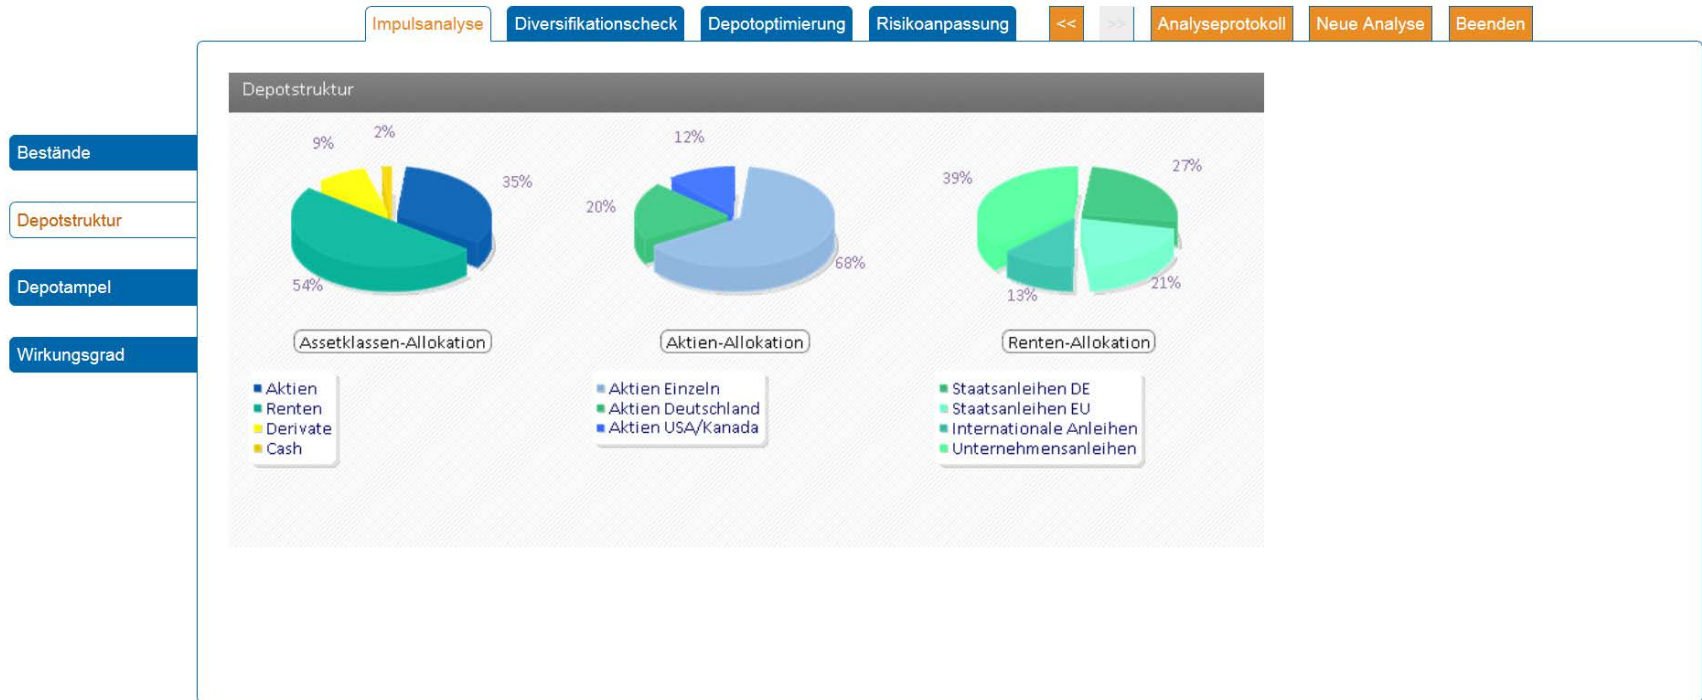 Impulsanalyse Diversifikationscheck Depotoptimierung Risikoanpassung << >> Analyseprotokoll Neue Analyse Beenden
Bestände
Depotstruktur
Depotampel
Wirkungsgrad
Depotstruktur
9% 2% 35% 54%
Assetklassen-Allokation
Aktien
Renten
Derivate
Cash
12% 20% 68%
Aktien-Allokation
Aktien Einzeln
Aktien Deutschland
Aktien USA/Kanada
39% 27% 13% 21%
Renten-Allokation
Staatsanleihen DE
Staatsanleihen EU
Internationale Anleihen
Unternehmensanleihen